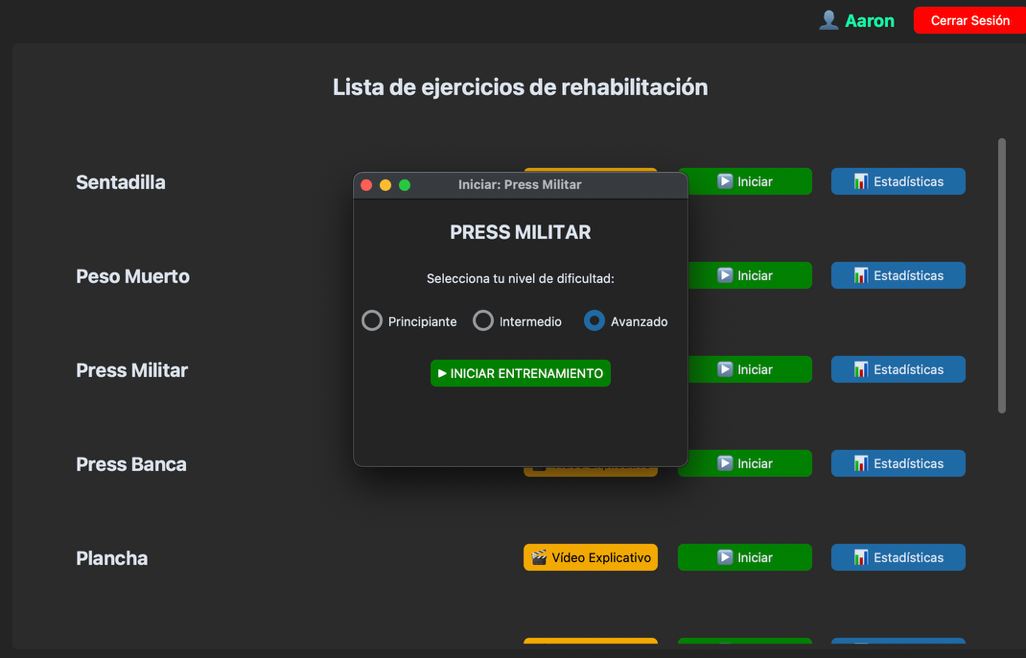 Aaron
Cerrar Sesión
Lista de ejercicios de rehabilitación
Sentadilla
Iniciar
Estadísticas
Iniciar: Press Militar
PRESS MILITAR
Selecciona tu nivel de dificultad:
Principiante Intermedio Avanzado
▶ INICIAR ENTRENAMIENTO
Peso Muerto
Iniciar
Estadísticas
Press Militar
Iniciar
Estadísticas
Press Banca
Iniciar
Estadísticas
Plancha
Vídeo Explicativo
Iniciar
Estadísticas